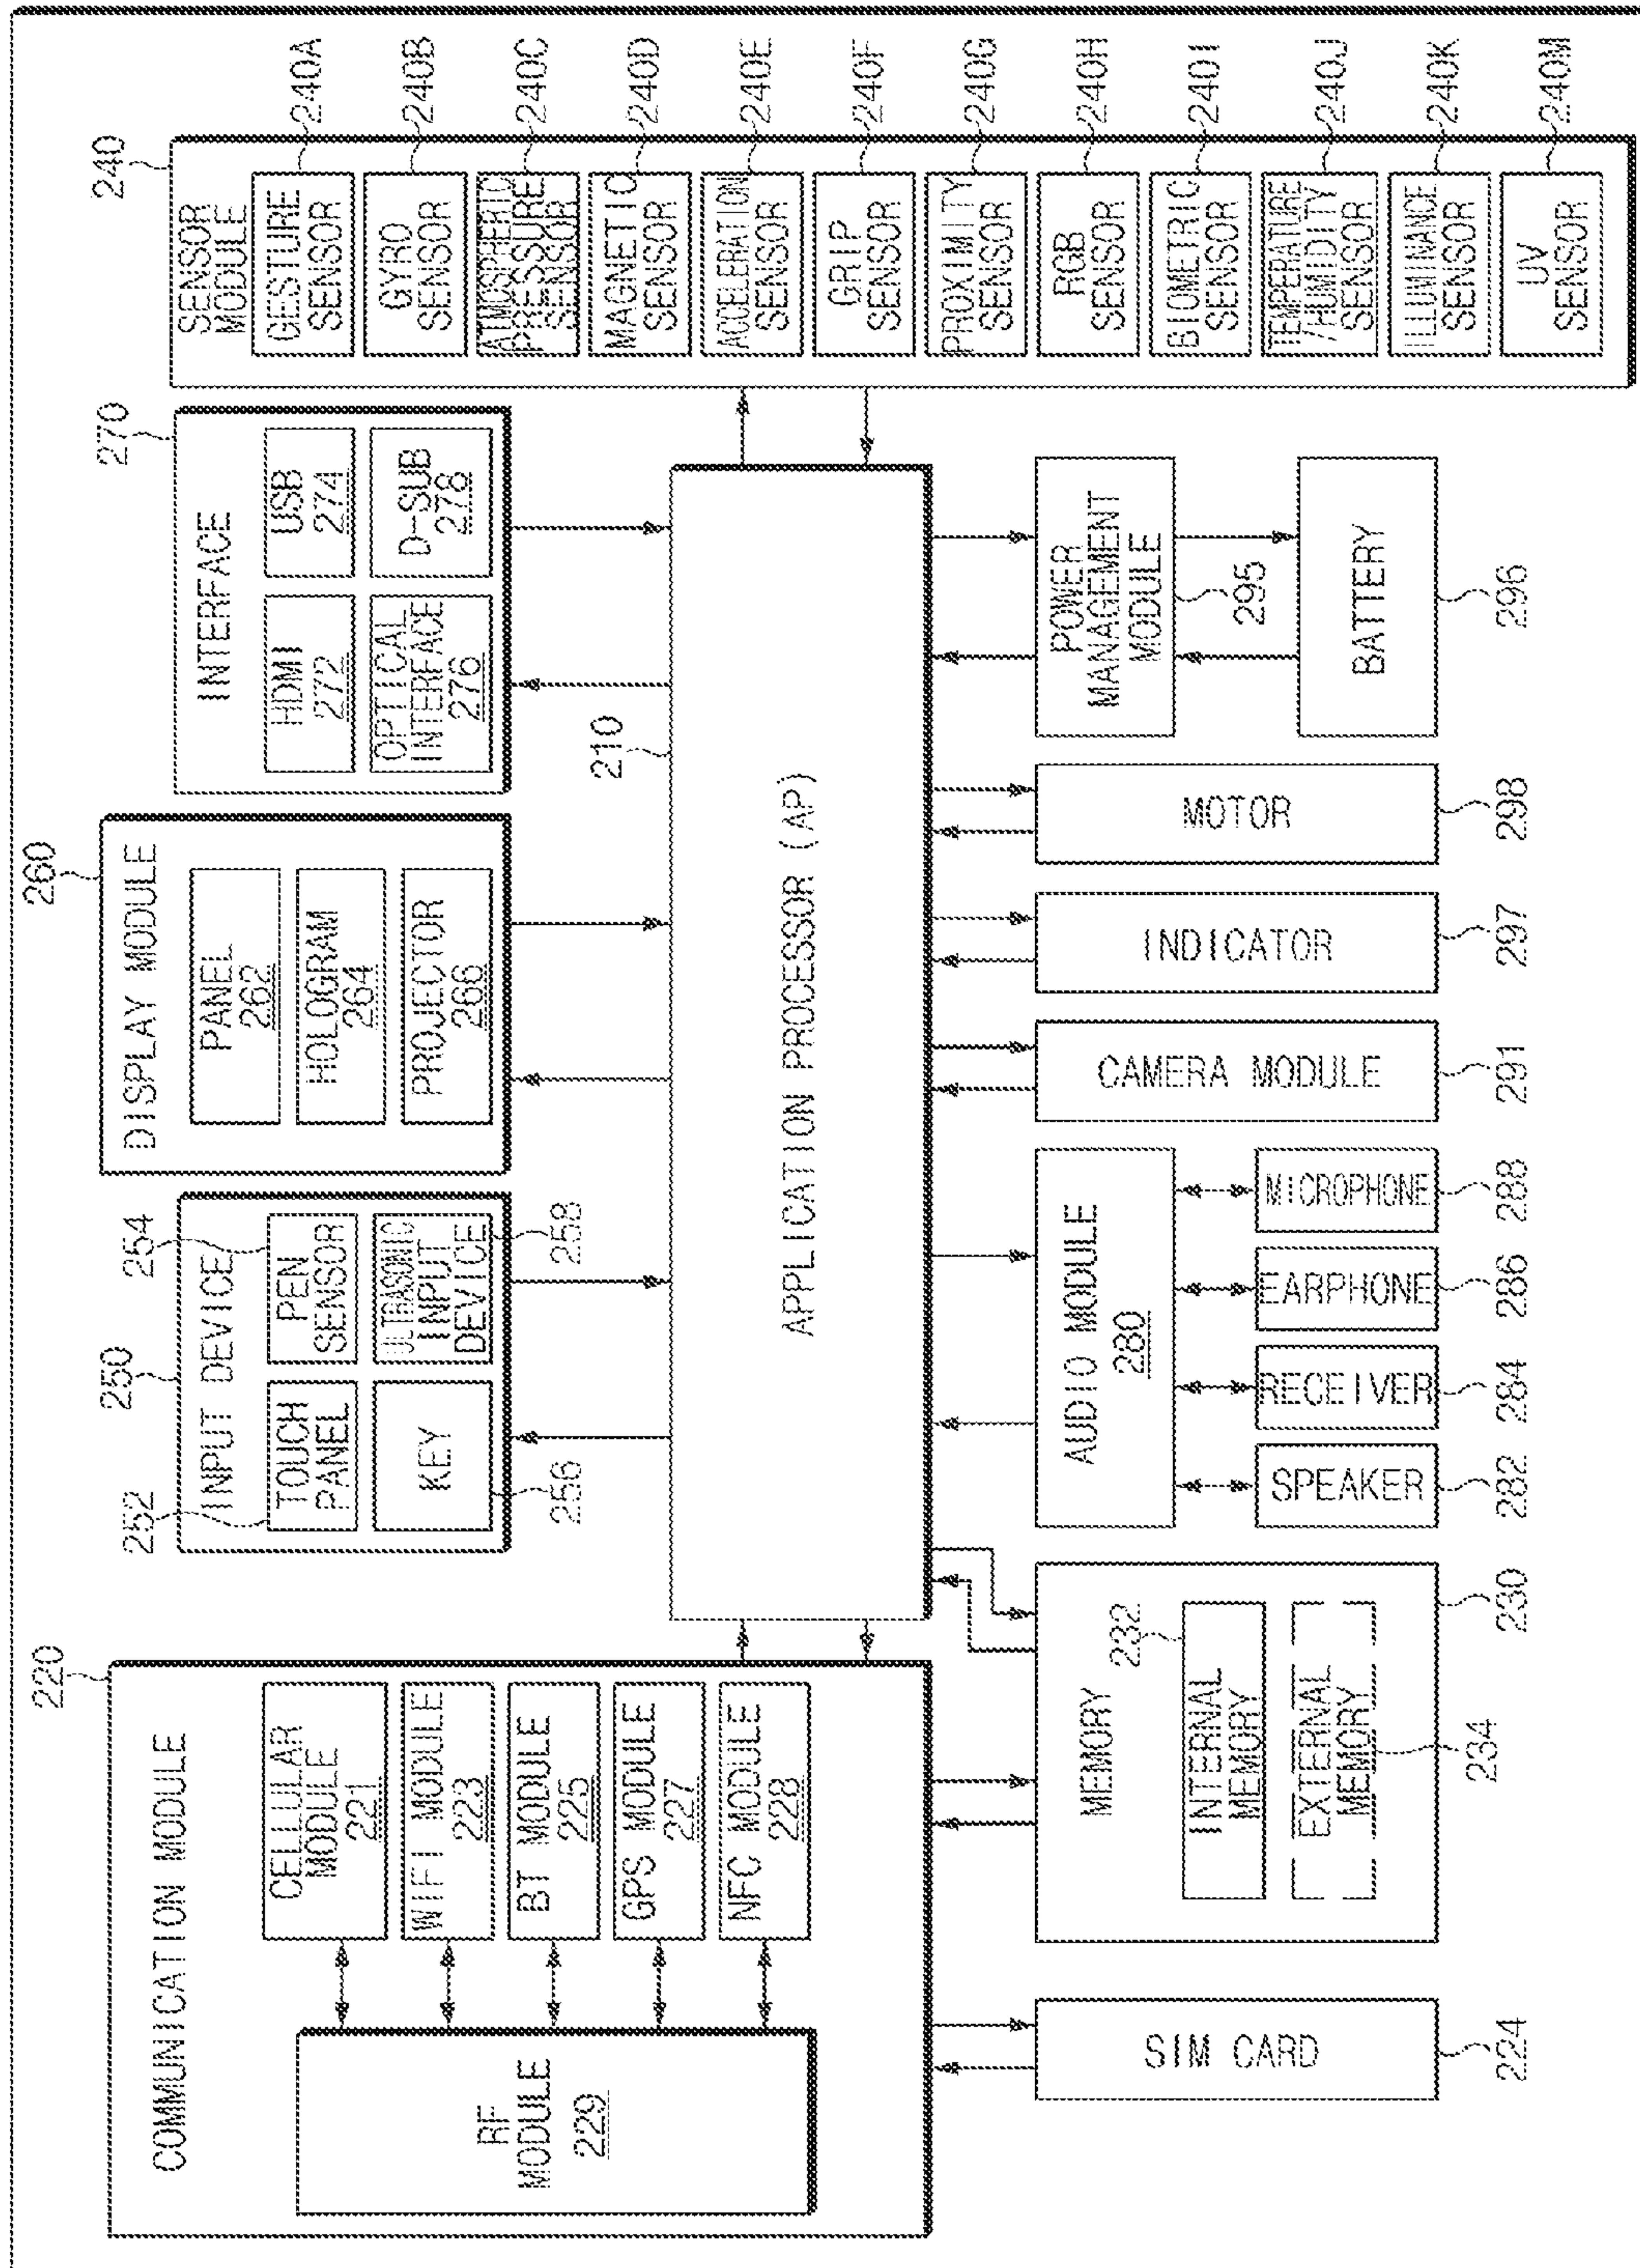 220
COMMUNICATION MODULE
CELLULAR
MODULE
221
WIFI MODULE
223
BT MODULE
225
GPS MODULE
227
NFC MODULE
228
RF
MODULE
229
250
INPUT DEVICE
252
TOUCH
PANEL
254
PEN
SENSOR
KEY
256
ULTRASONIC
INPUT
DEVICE
258
260
DISPLAY MODULE
PANEL
262
HOLOGRAM
264
PROJECTOR
266
270
INTERFACE
HDMI
272
USB
274
OPTICAL
INTERFACE
276
D-SUB
278
240
SENSOR
MODULE
GESTURE
SENSOR
240A
GYRO
SENSOR
240B
ATMOSPHERIC
PRESSURE
SENSOR
240C
MAGNETIC
SENSOR
240D
ACCELERATION
SENSOR
240E
GRIP
SENSOR
240F
PROXIMITY
SENSOR
240G
RGB
SENSOR
240H
BIOMETRIC
SENSOR
240I
TEMPERATURE
/HUMIDITY
SENSOR
240J
ILLUMINANCE
SENSOR
240K
UV
SENSOR
240M
210
APPLICATION PROCESSOR (AP)
SIM CARD
224
MEMORY
230
INTERNAL
MEMORY
232
EXTERNAL
MEMORY
234
AUDIO MODULE
280
SPEAKER
282
RECEIVER
284
EARPHONE
286
MICROPHONE
288
CAMERA MODULE
291
INDICATOR
297
MOTOR
298
POWER
MANAGEMENT
MODULE
295
BATTERY
296